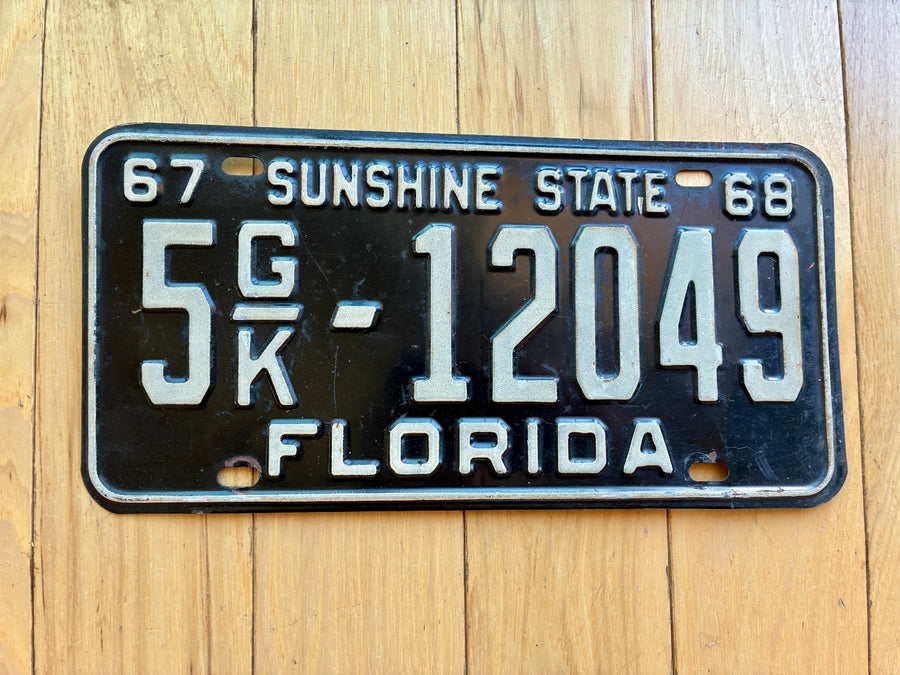 67 SUNSHINE STATE 68
5 G/K - 12049
FLORIDA